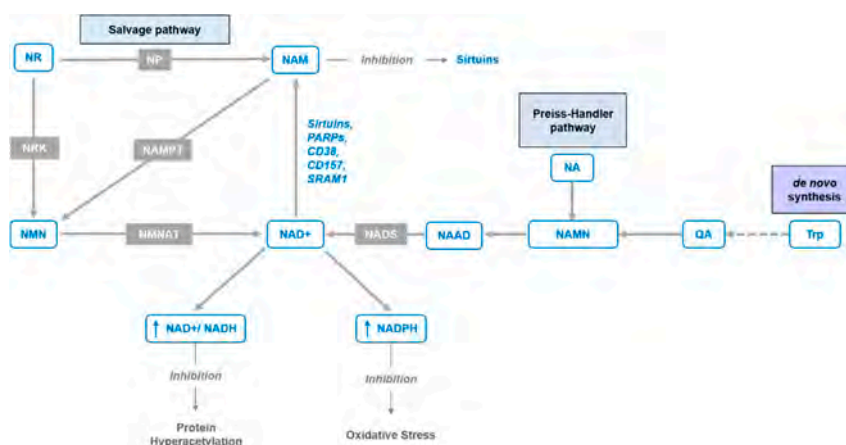 Salvage pathway
NR
NP
NAM
Inhibition
Sirtuins
Sirtuins,
PARPs,
CD38,
CD157,
SRAM1
Preiss-Handler
pathway
NRK
NAMPT
NA
de novo
synthesis
NMN
NMNAT
NAD+
NADS
NAAD
NAMN
QA
Trp
↑ NAD+/ NADH
↑ NADPH
Inhibition
Inhibition
Protein
Hyperacetylation
Oxidative Stress